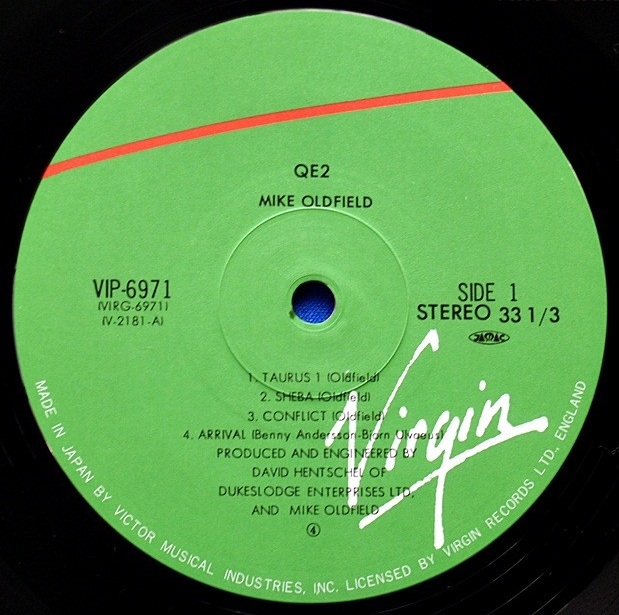 QE2
MIKE OLDFIELD
VIP-6971
(VIRG-6971)
(V-2181-A)
SIDE 1
STEREO 33 1/3
JASRAC
1. TAURUS 1 (Oldfield)
2. SHEBA (Oldfield)
3. CONFLICT (Oldfield)
4. ARRIVAL (Benny Andersson-Bjorn Ulvaeus)
PRODUCED AND ENGINEERED BY
DAVID HENTSCHEL OF
DUKESLODGE ENTERPRISES LTD,
AND MIKE OLDFIELD
④
Virgin
MADE IN JAPAN BY VICTOR MUSICAL INDUSTRIES, INC. LICENSED BY VIRGIN RECORDS LTD., ENGLAND